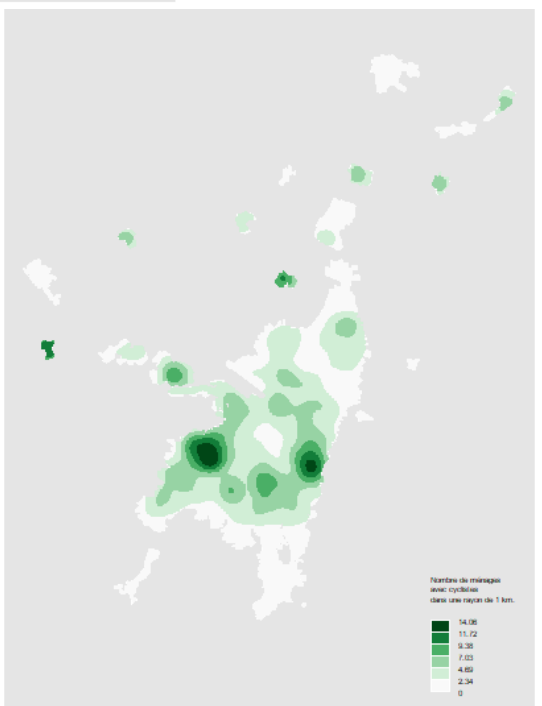 Nombre de ménages
avec cyclistes
dans une rayon de 1 km.
14.06
11.72
9.38
7.03
4.69
2.34
0